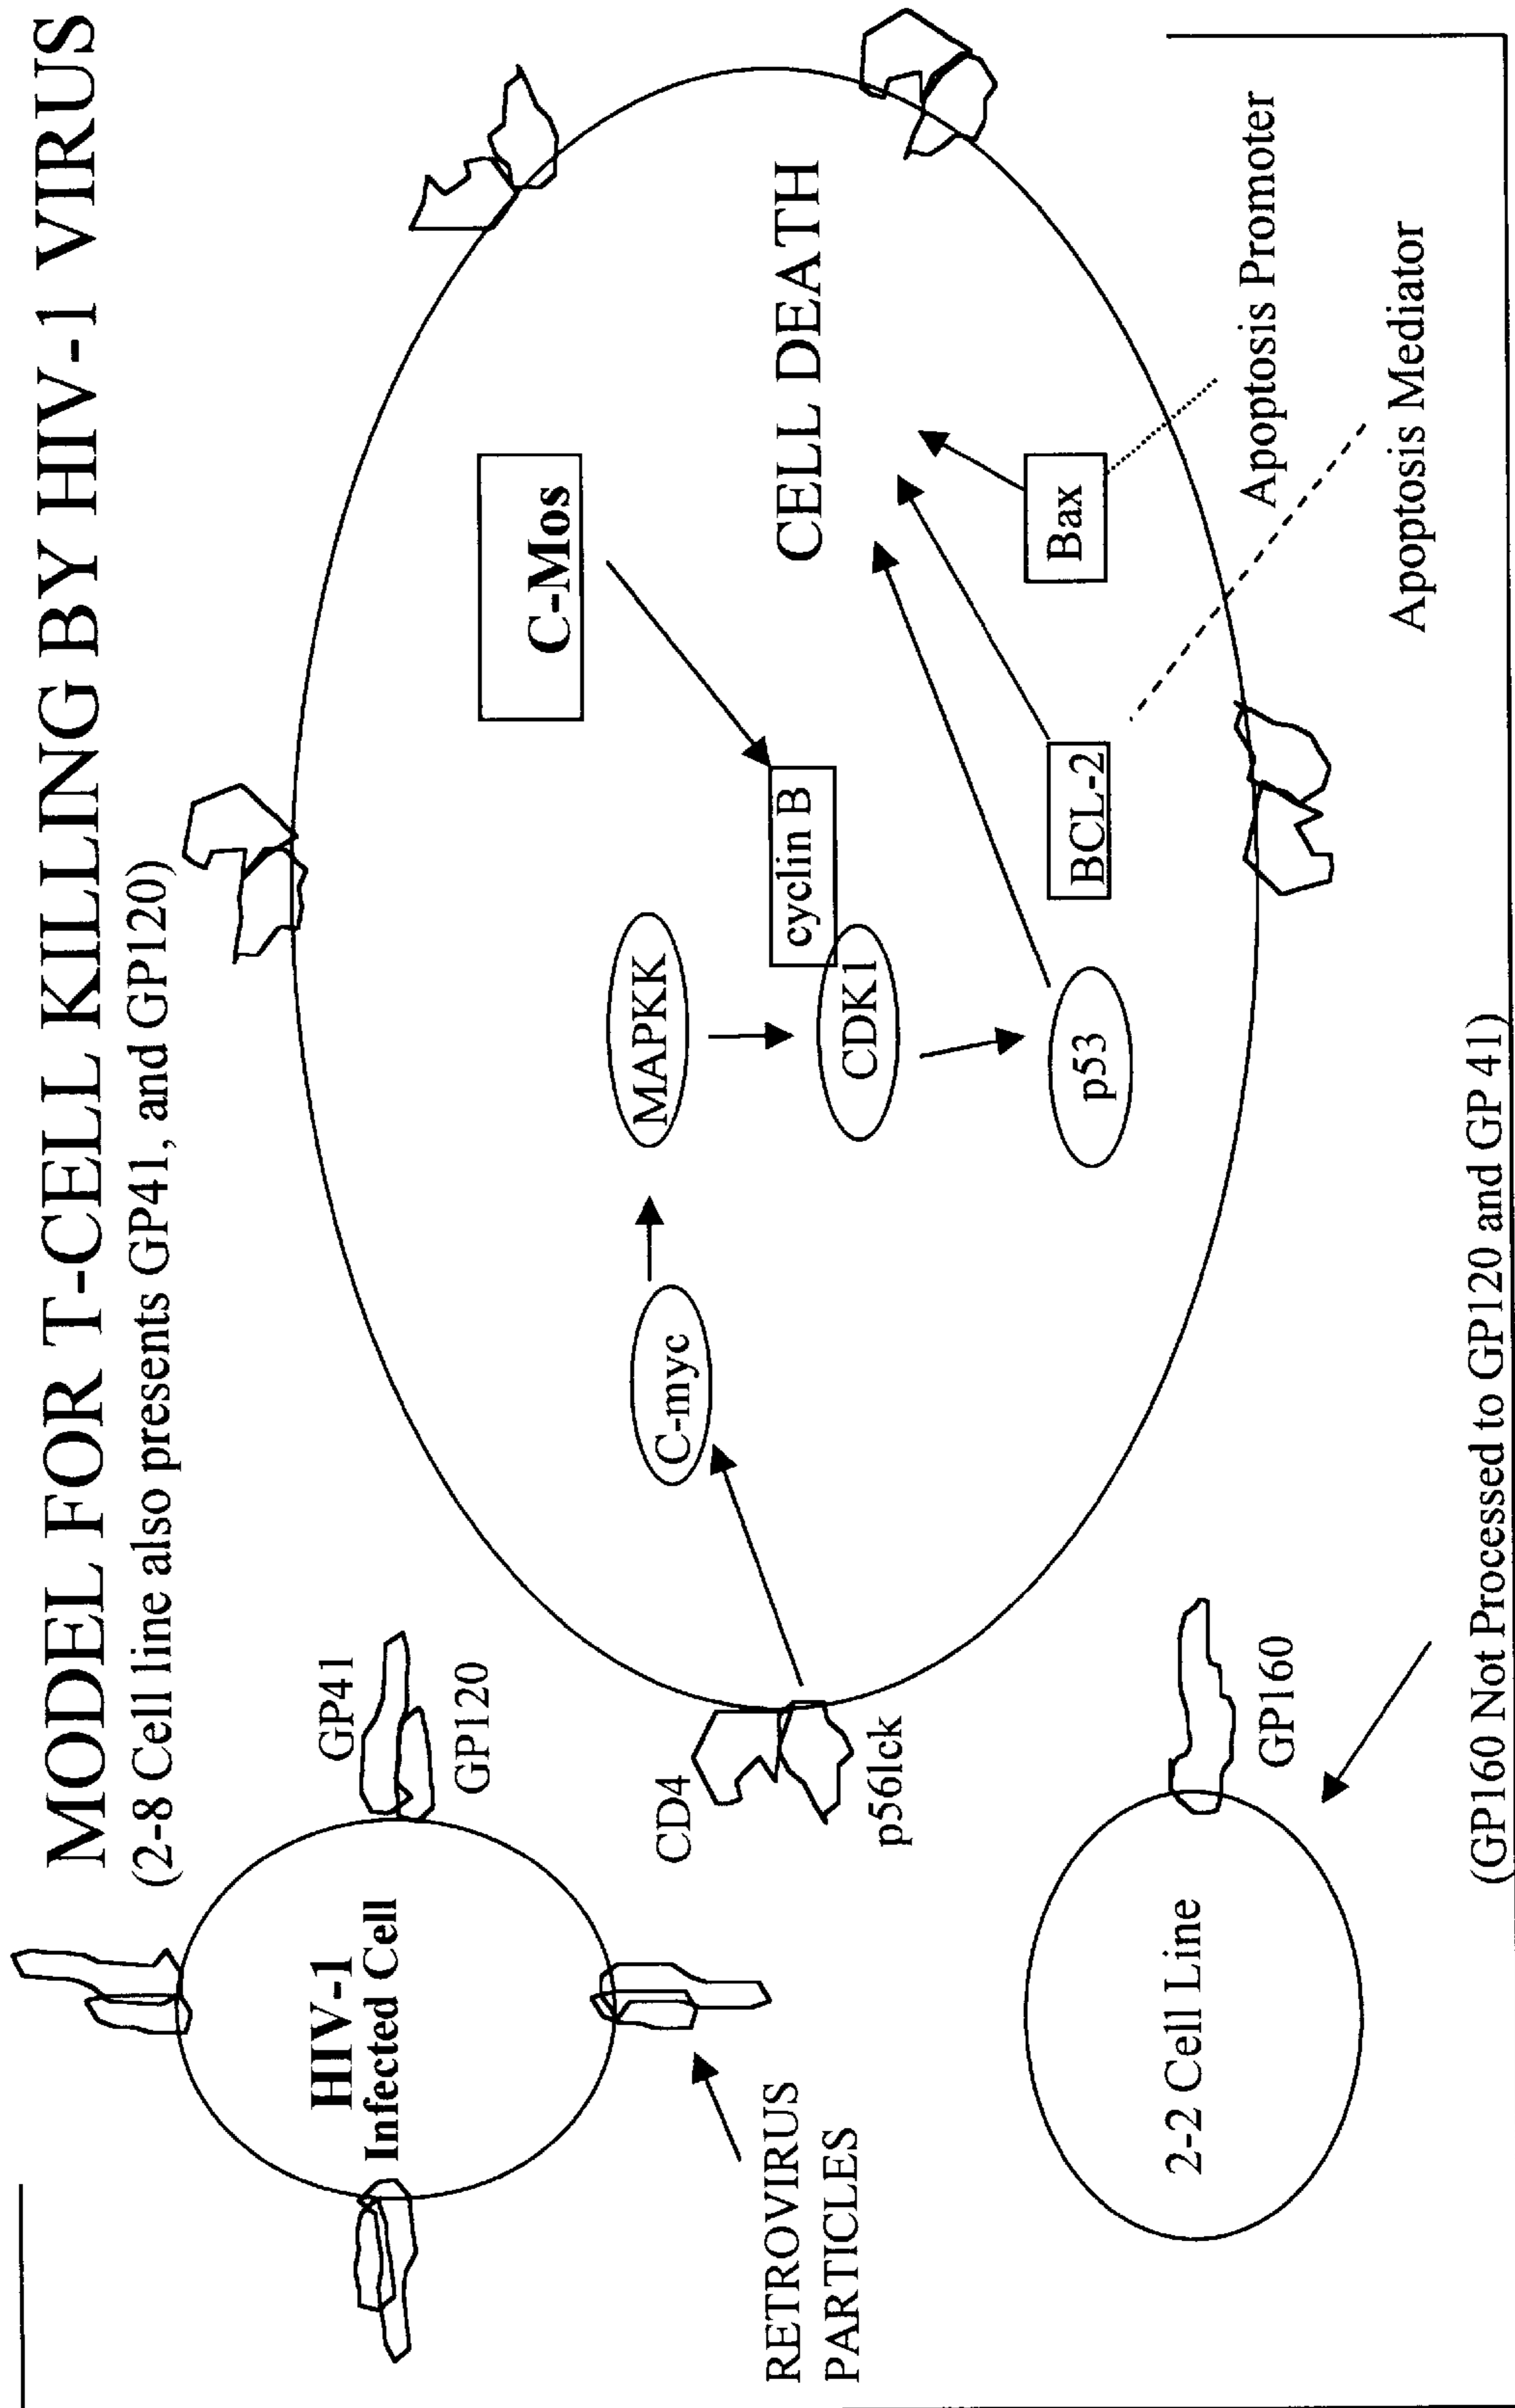 MODEL FOR T-CELL KILLING BY HIV-1 VIRUS
(2-8 Cell line also presents GP41, and GP120)
HIV-1
Infected Cell
GP41
GP120
RETROVIRUS
PARTICLES
CD4
p56lck
C-myc
MAPKK
C-Mos
cyclin B
CDK1
p53
CELL DEATH
BCL-2
Bax
Apoptosis Promoter
Apoptosis Mediator
2-2 Cell Line
GP160
(GP160 Not Processed to GP120 and GP 41)